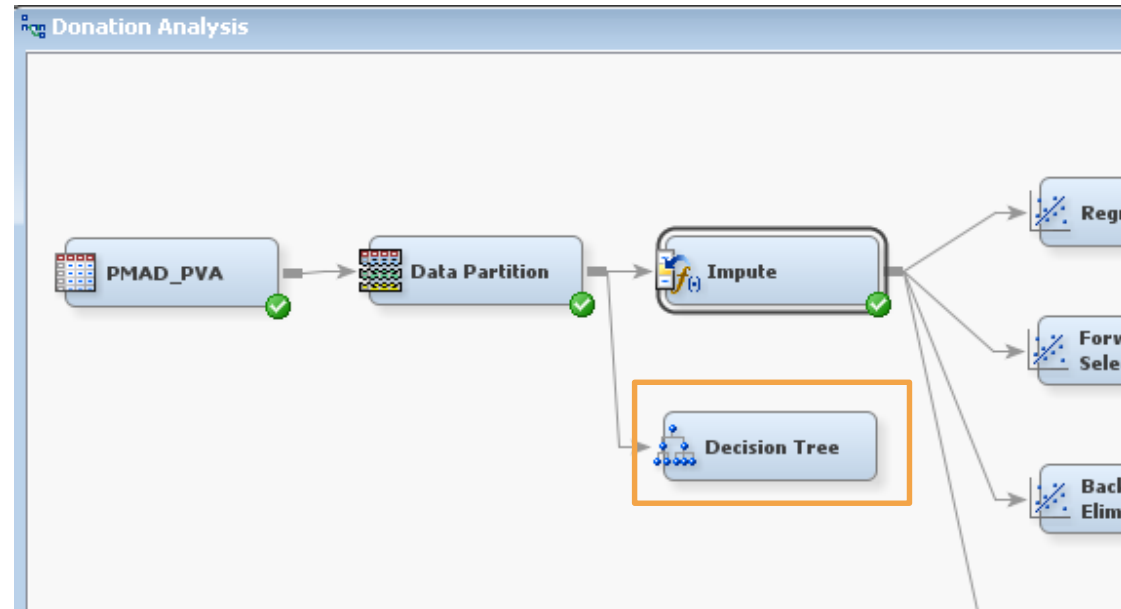 Donation Analysis
PMAD_PVA
Data Partition
Impute
Decision Tree